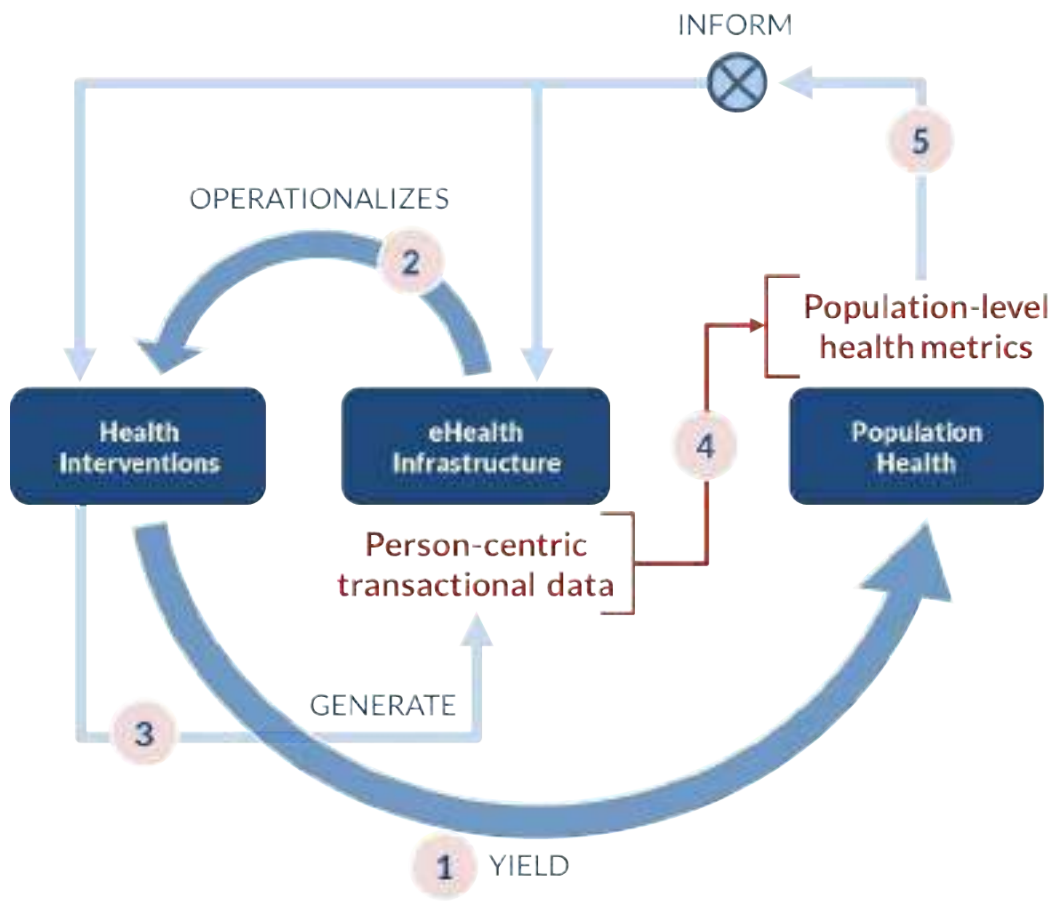 INFORM
5
OPERATIONALIZES
2
Population-level
health metrics
4
Health
Interventions
eHealth
Infrastructure
Population
Health
Person-centric
transactional data
GENERATE
3
1 YIELD